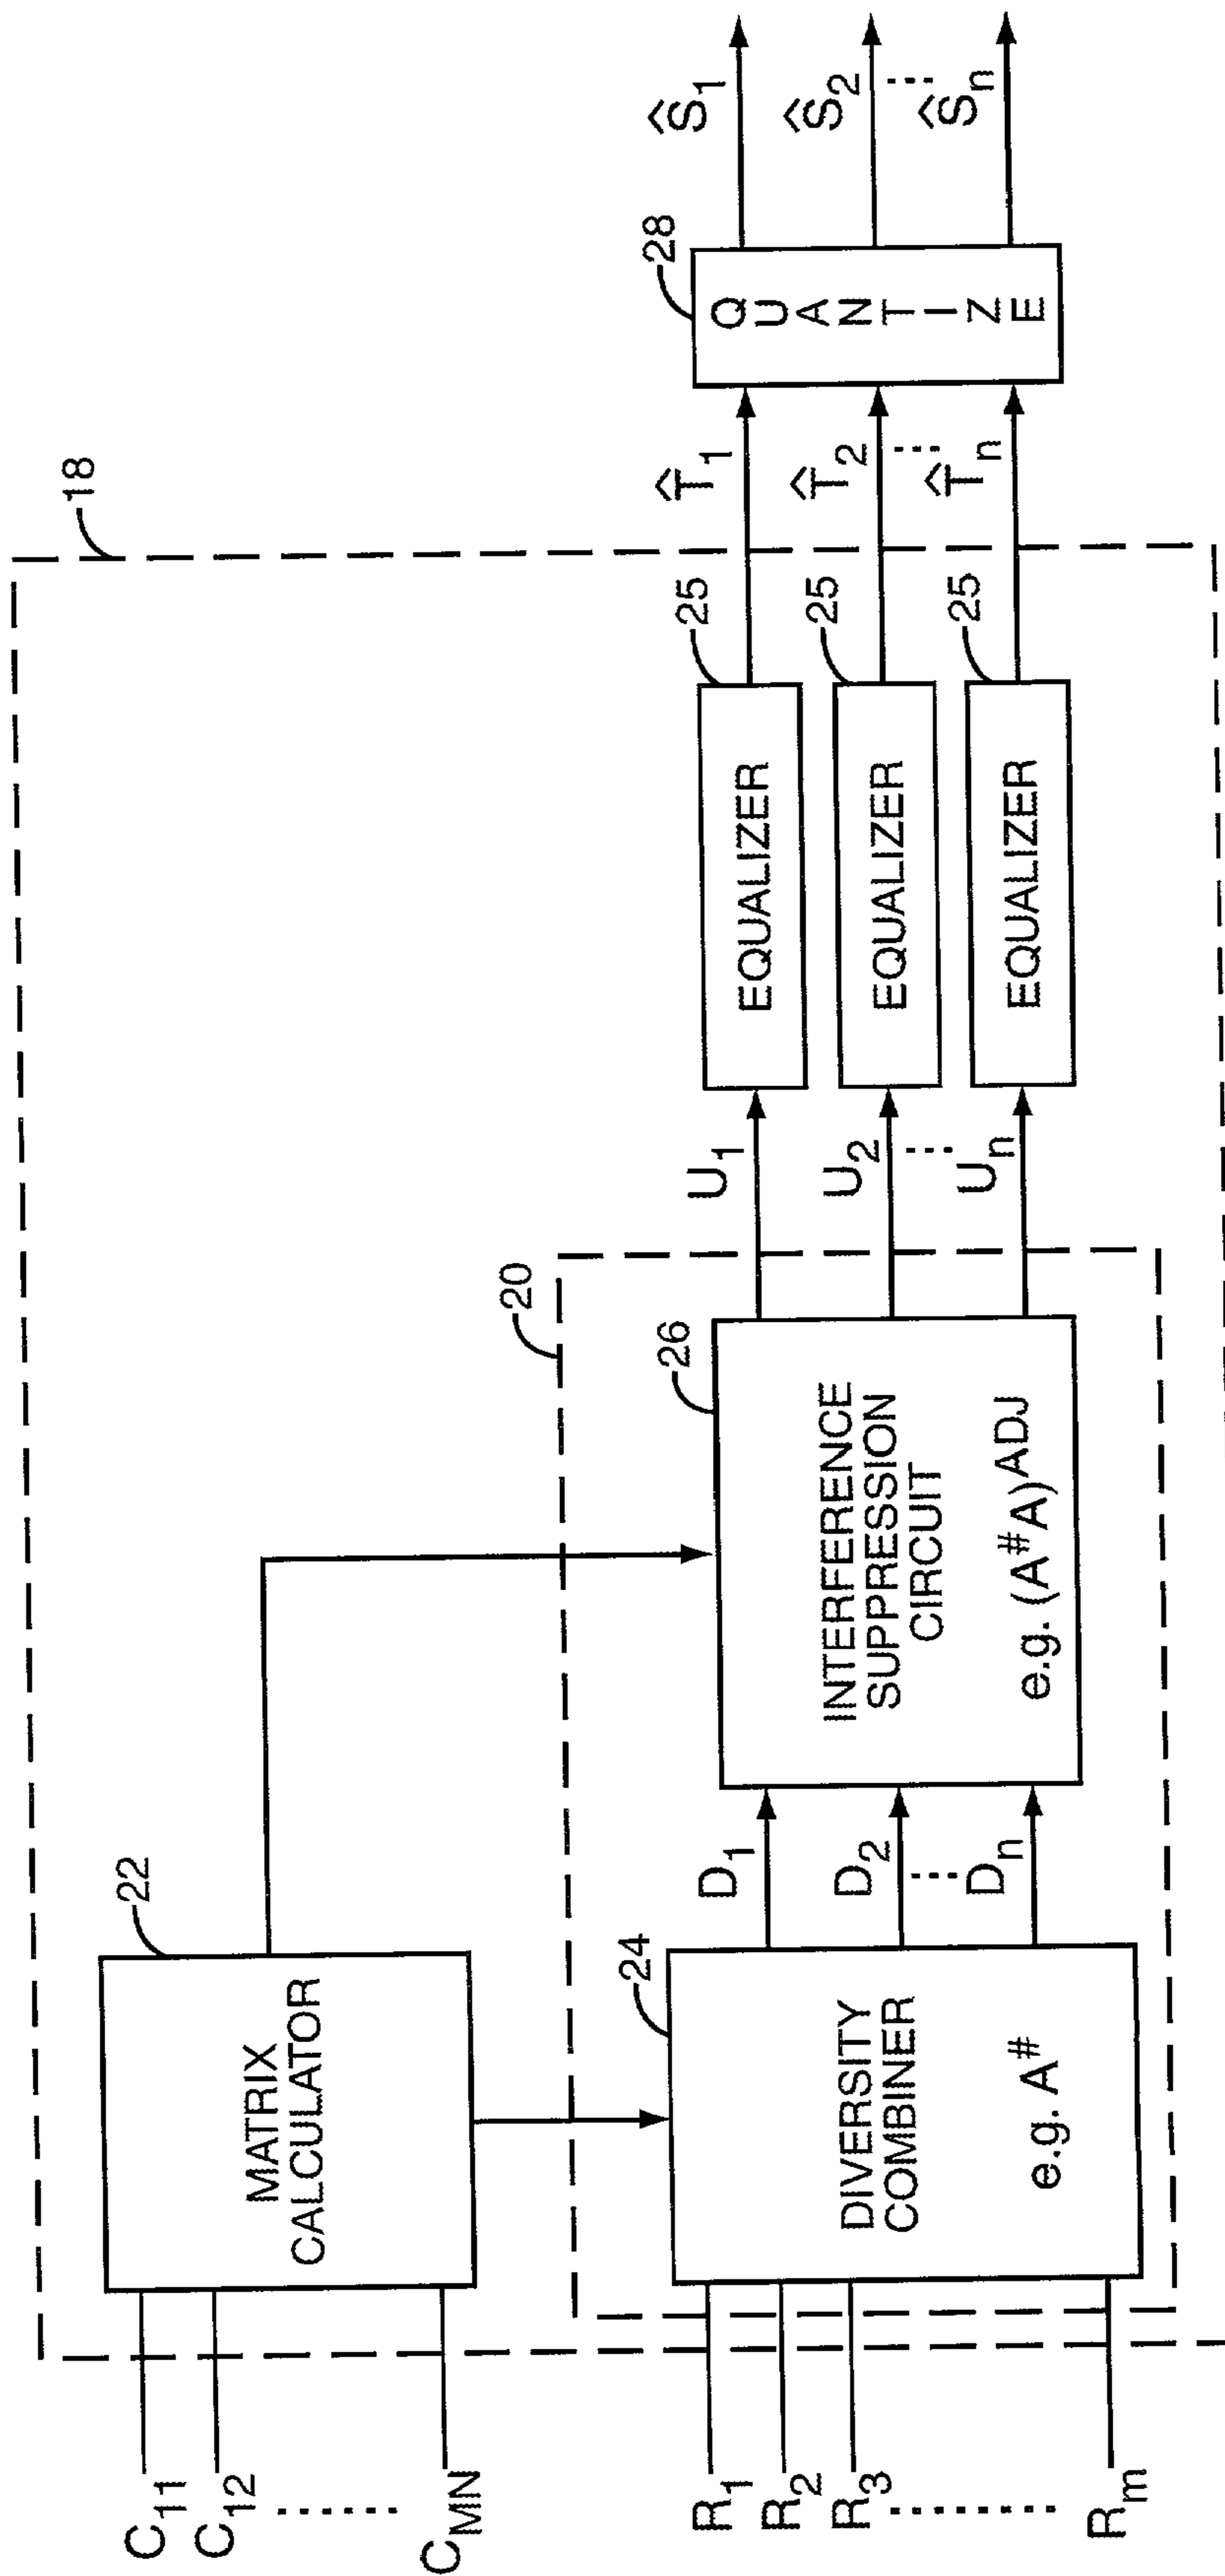 18
C₁₁
C₁₂
........
C_MN
MATRIX
CALCULATOR
22
20
R₁
R₂
R₃
...........
Rₘ
24
DIVERSITY
COMBINER
e.g. A^#
D₁
D₂
.....
Dₙ
26
INTERFERENCE
SUPPRESSION
CIRCUIT
e.g. (A^# A)^ADJ
U₁
U₂
.....
Uₙ
25
EQUALIZER
25
EQUALIZER
25
EQUALIZER
T̂₁
T̂₂
.....
T̂ₙ
28
QUANTIZE
Ŝ₁
Ŝ₂
.....
Ŝₙ